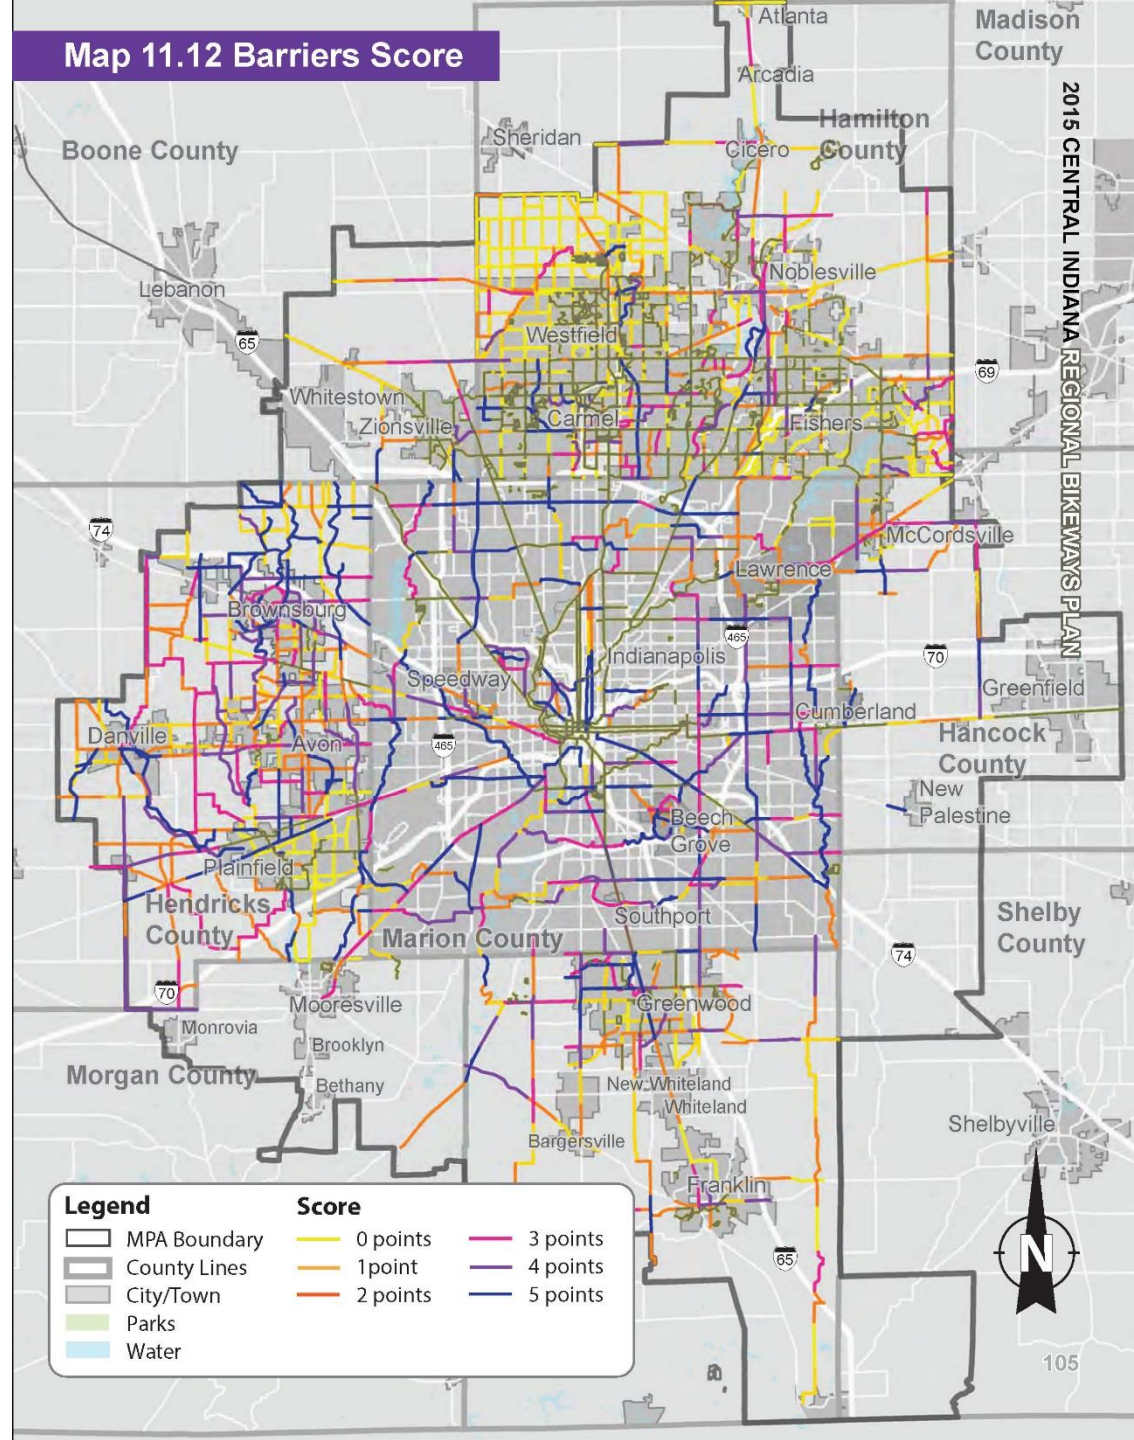 Map 11.12 Barriers Score
Atlanta
Madison
County
Arcadia
2015 CENTRAL INDIANA REGIONAL BIKEWAYS PLAN
Hamilton
County
Sheridan
Cicero
Boone County
Noblesville
Lebanon
Westfield
65
69
Whitestown
Zionsville
Carmel
Fishers
74
McCordsville
Lawrence
Brownsburg
465
Indianapolis
70
Speedway
Greenfield
Cumberland
Danville
Avon
465
Hancock
County
New
Palestine
Beech
Grove
Plainfield
Hendricks
County
Southport
Shelby
County
Marion County
74
70
Mooresville
Greenwood
Monrovia
Brooklyn
Morgan County
Bethany
New Whiteland
Whiteland
Shelbyville
Bargersville
Franklin
65
N
105
Legend
MPA Boundary
County Lines
City/Town
Parks
Water
Score
0 points
1point
2 points
3 points
4 points
5 points